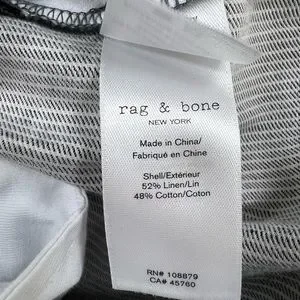 rag & bone
NEW YORK
Made in China/
Fabriqué en Chine
Shell/Extérieur
52% Linen/Lin
48% Cotton/Coton
RN# 108879
CA# 45760